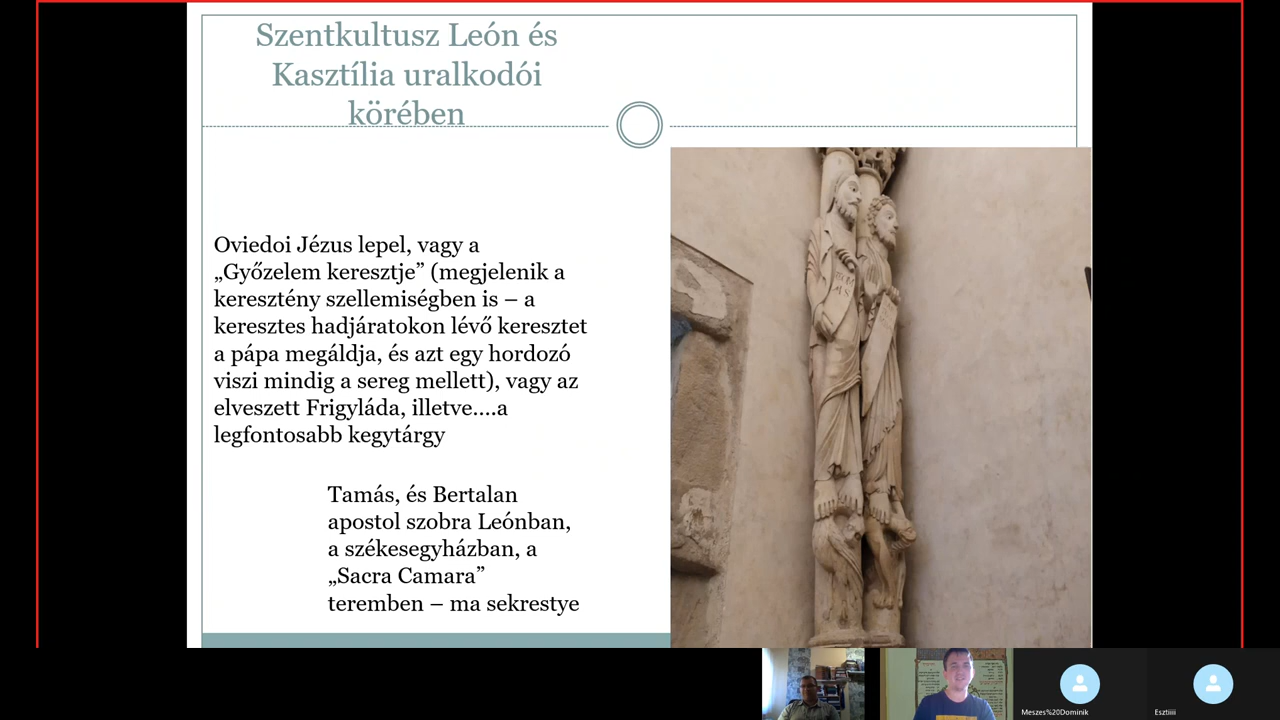 Szentkultusz León és
Kasztília uralkodói
körében
Oviedoi Jézus lepel, vagy a
„Győzelem keresztje” (megjelenik a
keresztény szellemiségben is – a
keresztes hadjáratokon lévő keresztet
a pápa megáldja, és azt egy hordozó
viszi mindig a sereg mellett), vagy az
elveszett Frigyláda, illetve....a
legfontosabb kegytárgy
Tamás, és Bertalan
apostol szobra Leónban,
a székesegyházban, a
„Sacra Camara”
teremben – ma sekrestye
Meszes%20Dominik
Esztiiii